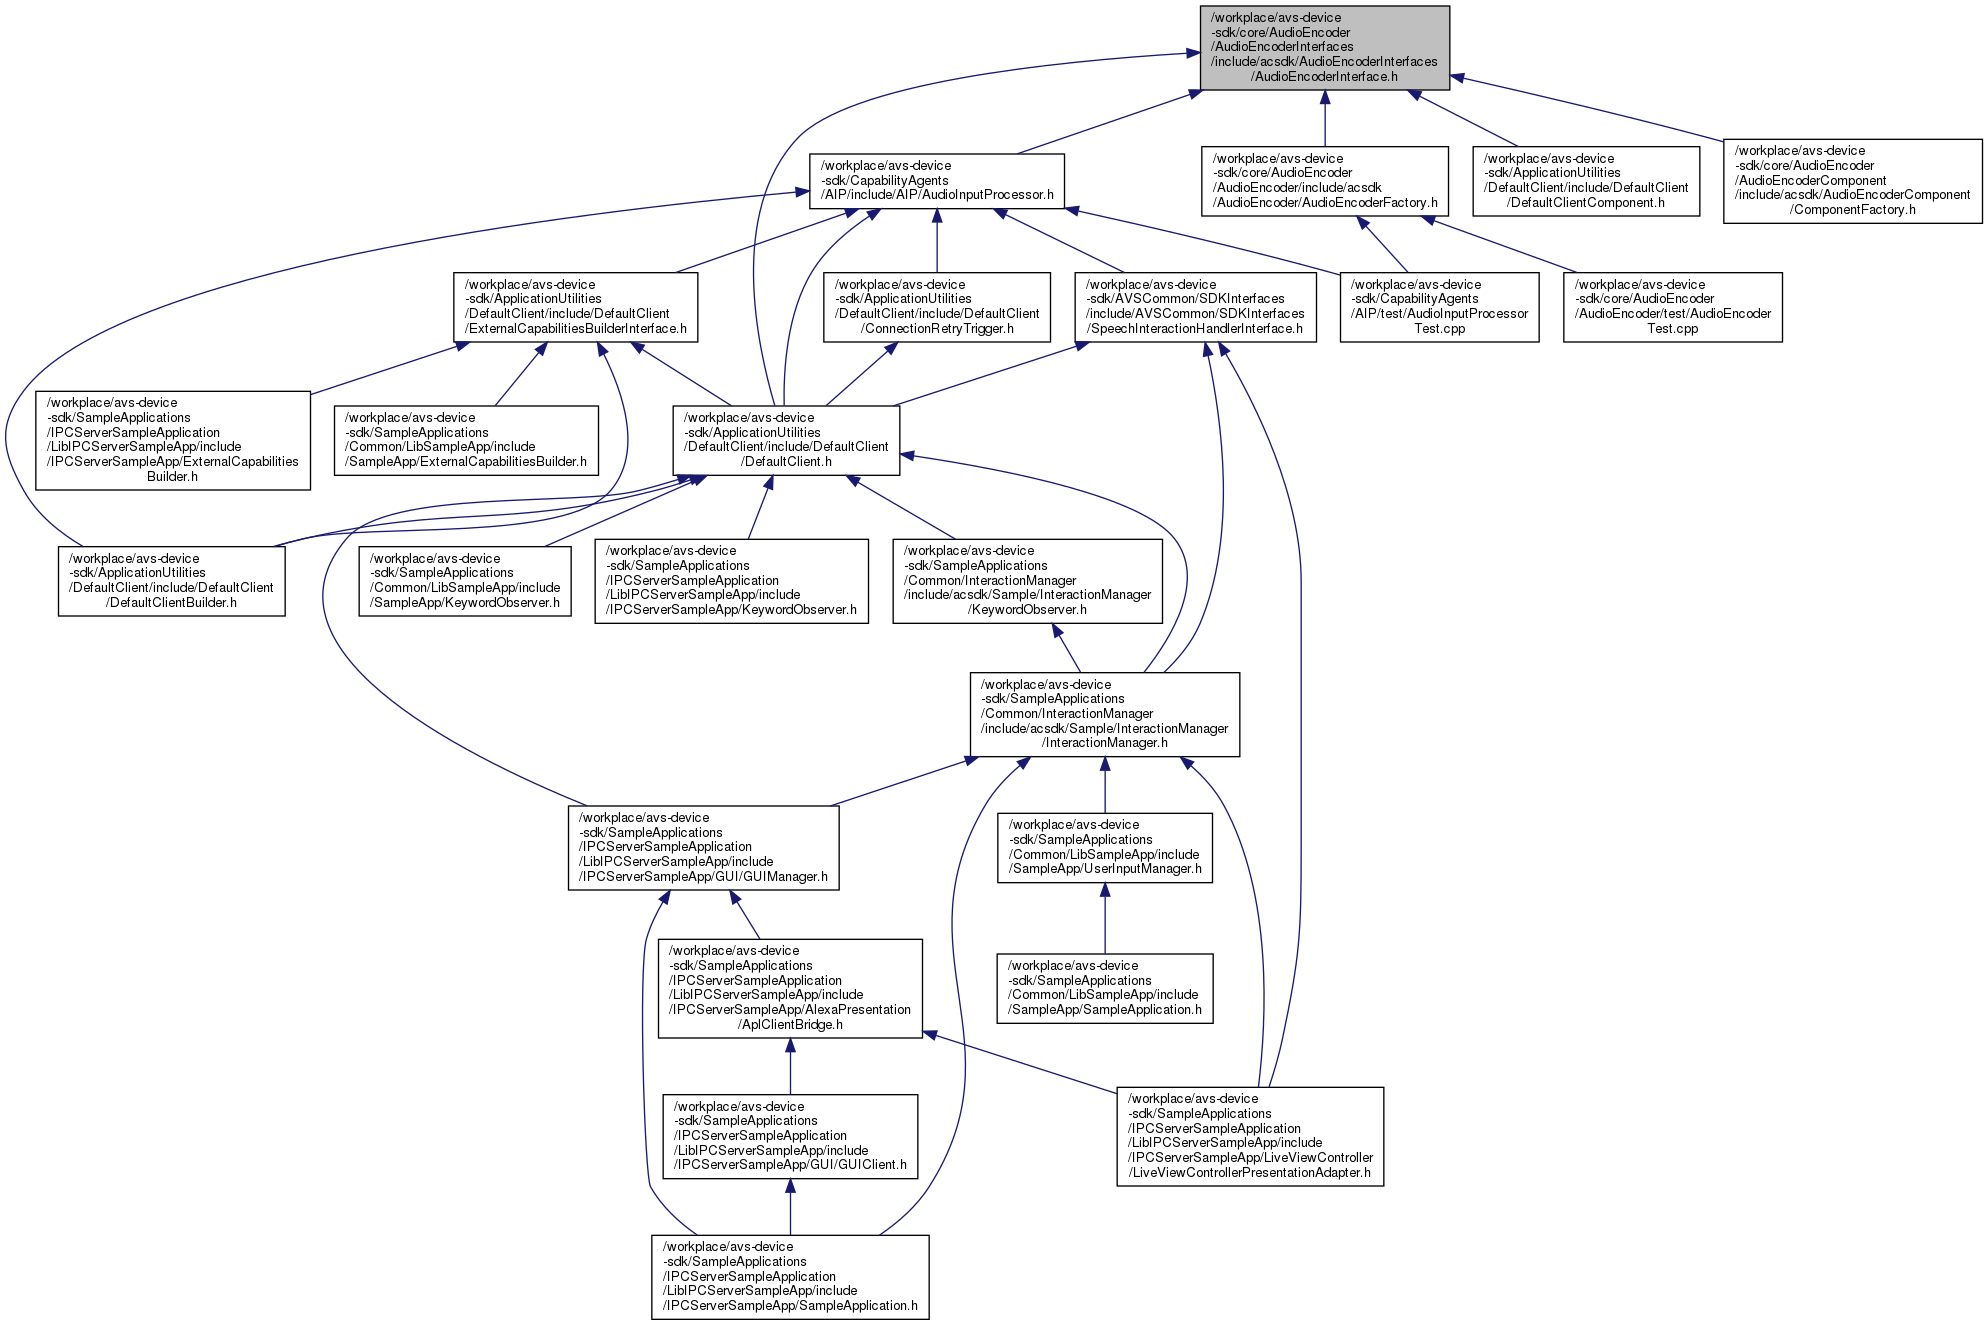 /workplace/avs-device
-sdk/core/AudioEncoder
/AudioEncoderInterfaces
/include/acsdk/AudioEncoderInterfaces
/AudioEncoderInterface.h
/workplace/avs-device
-sdk/CapabilityAgents
/AIP/include/AIP/AudioInputProcessor.h
/workplace/avs-device
-sdk/core/AudioEncoder
/AudioEncoder/include/acsdk
/AudioEncoder/AudioEncoderFactory.h
/workplace/avs-device
-sdk/ApplicationUtilities
/DefaultClient/include/DefaultClient
/DefaultClientComponent.h
/workplace/avs-device
-sdk/core/AudioEncoder
/AudioEncoderComponent
/include/acsdk/AudioEncoderComponent
/ComponentFactory.h
/workplace/avs-device
-sdk/ApplicationUtilities
/DefaultClient/include/DefaultClient
/ExternalCapabilitiesBuilderInterface.h
/workplace/avs-device
-sdk/ApplicationUtilities
/DefaultClient/include/DefaultClient
/ConnectionRetryTrigger.h
/workplace/avs-device
-sdk/AVSCommon/SDKInterfaces
/include/AVSCommon/SDKInterfaces
/SpeechInteractionHandlerInterface.h
/workplace/avs-device
-sdk/CapabilityAgents
/AIP/test/AudioInputProcessor
Test.cpp
/workplace/avs-device
-sdk/core/AudioEncoder
/AudioEncoder/test/AudioEncoder
Test.cpp
/workplace/avs-device
-sdk/SampleApplications
/IPCServerSampleApplication
/LibIPCServerSampleApp/include
/IPCServerSampleApp/ExternalCapabilities
Builder.h
/workplace/avs-device
-sdk/SampleApplications
/Common/LibSampleApp/include
/SampleApp/ExternalCapabilitiesBuilder.h
/workplace/avs-device
-sdk/ApplicationUtilities
/DefaultClient/include/DefaultClient
/DefaultClient.h
/workplace/avs-device
-sdk/ApplicationUtilities
/DefaultClient/include/DefaultClient
/DefaultClientBuilder.h
/workplace/avs-device
-sdk/SampleApplications
/Common/LibSampleApp/include
/SampleApp/KeywordObserver.h
/workplace/avs-device
-sdk/SampleApplications
/IPCServerSampleApplication
/LibIPCServerSampleApp/include
/IPCServerSampleApp/KeywordObserver.h
/workplace/avs-device
-sdk/SampleApplications
/Common/InteractionManager
/include/acsdk/Sample/InteractionManager
/KeywordObserver.h
/workplace/avs-device
-sdk/SampleApplications
/Common/InteractionManager
/include/acsdk/Sample/InteractionManager
/InteractionManager.h
/workplace/avs-device
-sdk/SampleApplications
/IPCServerSampleApplication
/LibIPCServerSampleApp/include
/IPCServerSampleApp/GUI/GUIManager.h
/workplace/avs-device
-sdk/SampleApplications
/Common/LibSampleApp/include
/SampleApp/UserInputManager.h
/workplace/avs-device
-sdk/SampleApplications
/IPCServerSampleApplication
/LibIPCServerSampleApp/include
/IPCServerSampleApp/AlexaPresentation
/AplClientBridge.h
/workplace/avs-device
-sdk/SampleApplications
/Common/LibSampleApp/include
/SampleApp/SampleApplication.h
/workplace/avs-device
-sdk/SampleApplications
/IPCServerSampleApplication
/LibIPCServerSampleApp/include
/IPCServerSampleApp/GUI/GUIClient.h
/workplace/avs-device
-sdk/SampleApplications
/IPCServerSampleApplication
/LibIPCServerSampleApp/include
/IPCServerSampleApp/LiveViewController
/LiveViewControllerPresentationAdapter.h
/workplace/avs-device
-sdk/SampleApplications
/IPCServerSampleApplication
/LibIPCServerSampleApp/include
/IPCServerSampleApp/SampleApplication.h